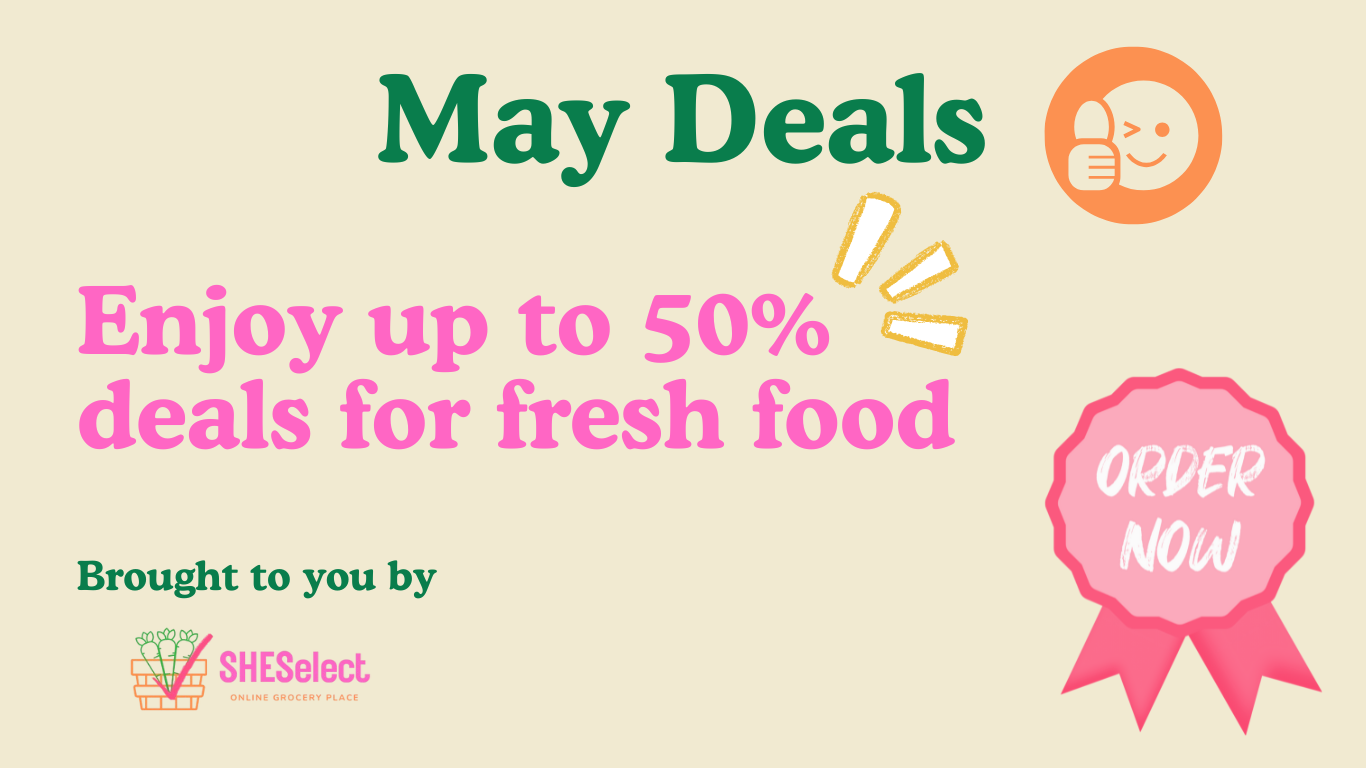 May Deals
Enjoy up to 50%
deals for fresh food
ORDER
NOW
Brought to you by
SHESelect
ONLINE GROCERY PLACE